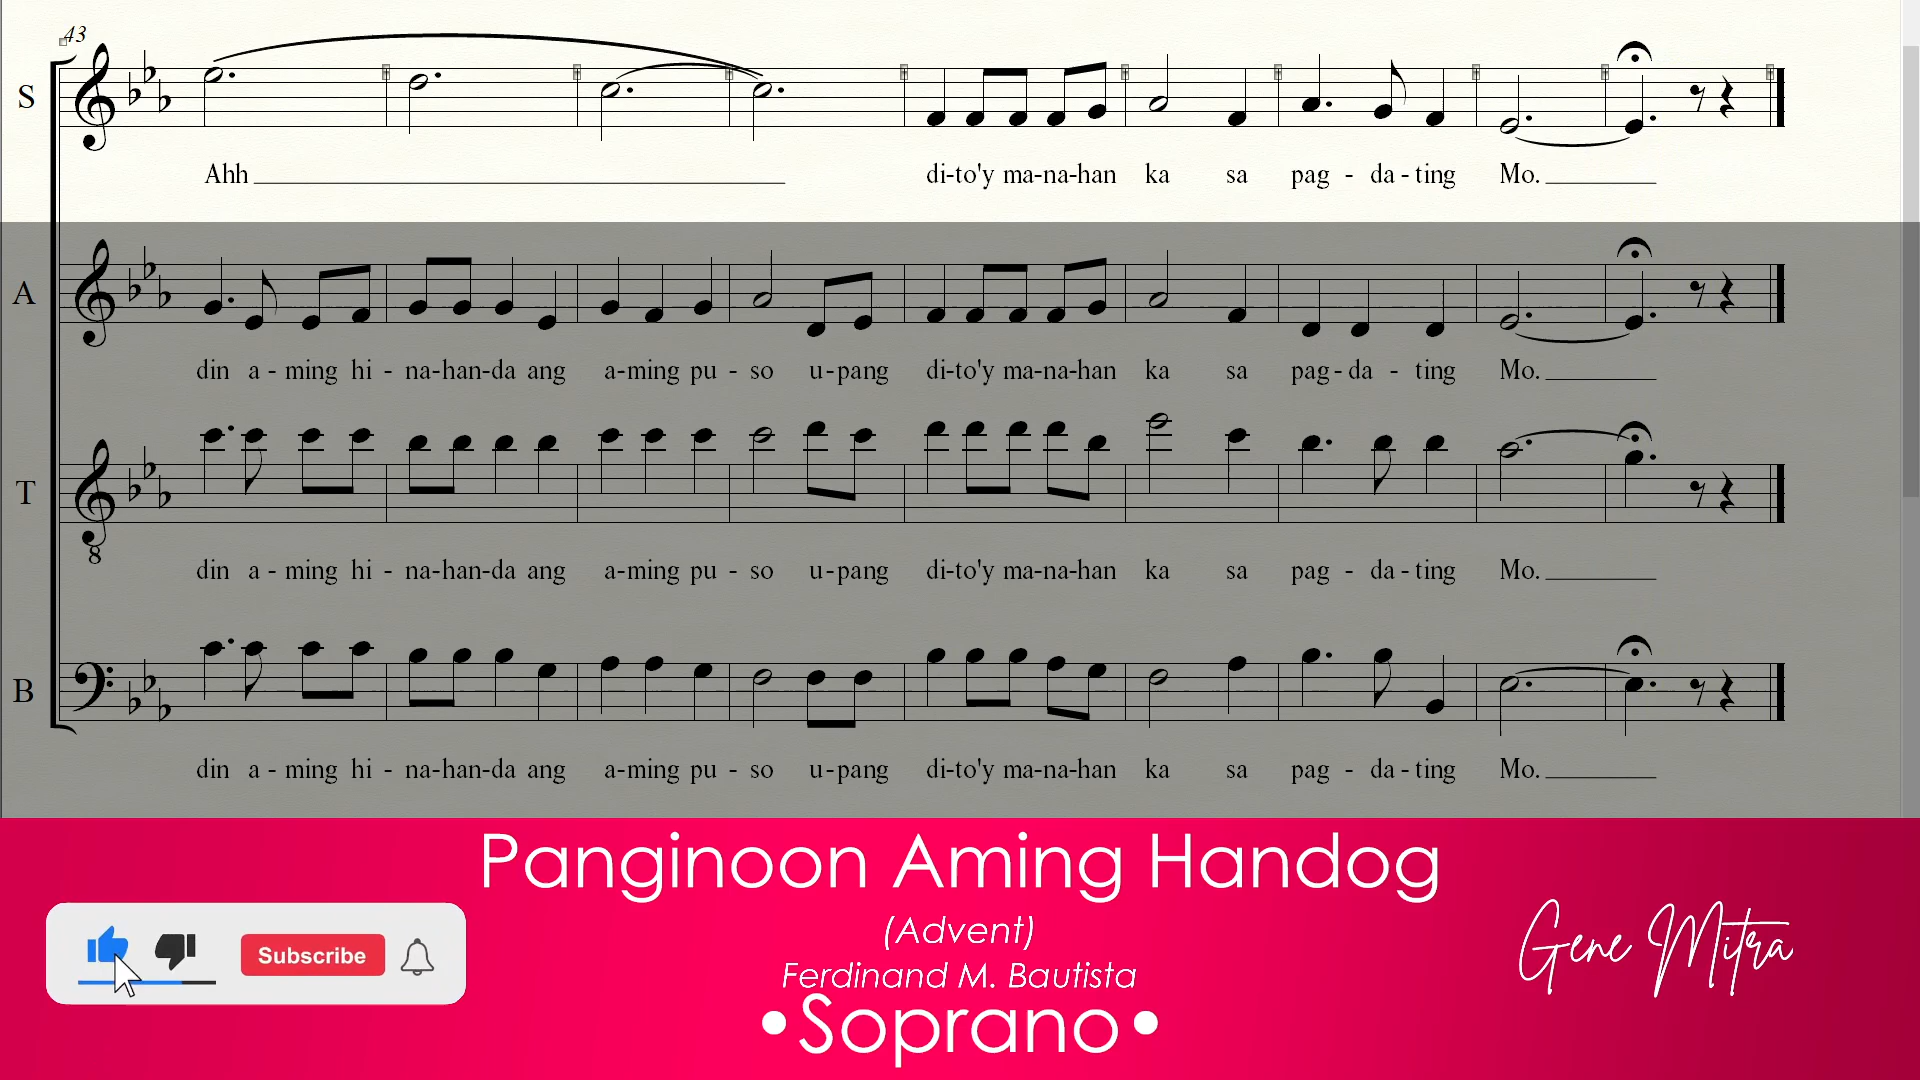 43
S
Ahh
di-to'y ma-na-han ka sa pag - da - ting Mo.
A
din a - ming hi - na-han-da ang a-ming pu - so u-pang di-to'y ma-na-han ka sa pag-da - ting Mo.
T
8
din a - ming hi - na-han-da ang a-ming pu - so u-pang di-to'y ma-na-han ka sa pag - da - ting Mo.
B
din a - ming hi - na-han-da ang a-ming pu - so u-pang di-to'y ma-na-han ka sa pag - da - ting Mo.
Panginoon Aming Handog
(Advent)
Ferdinand M. Bautista
•Soprano•
Subscribe
Gene Mitra